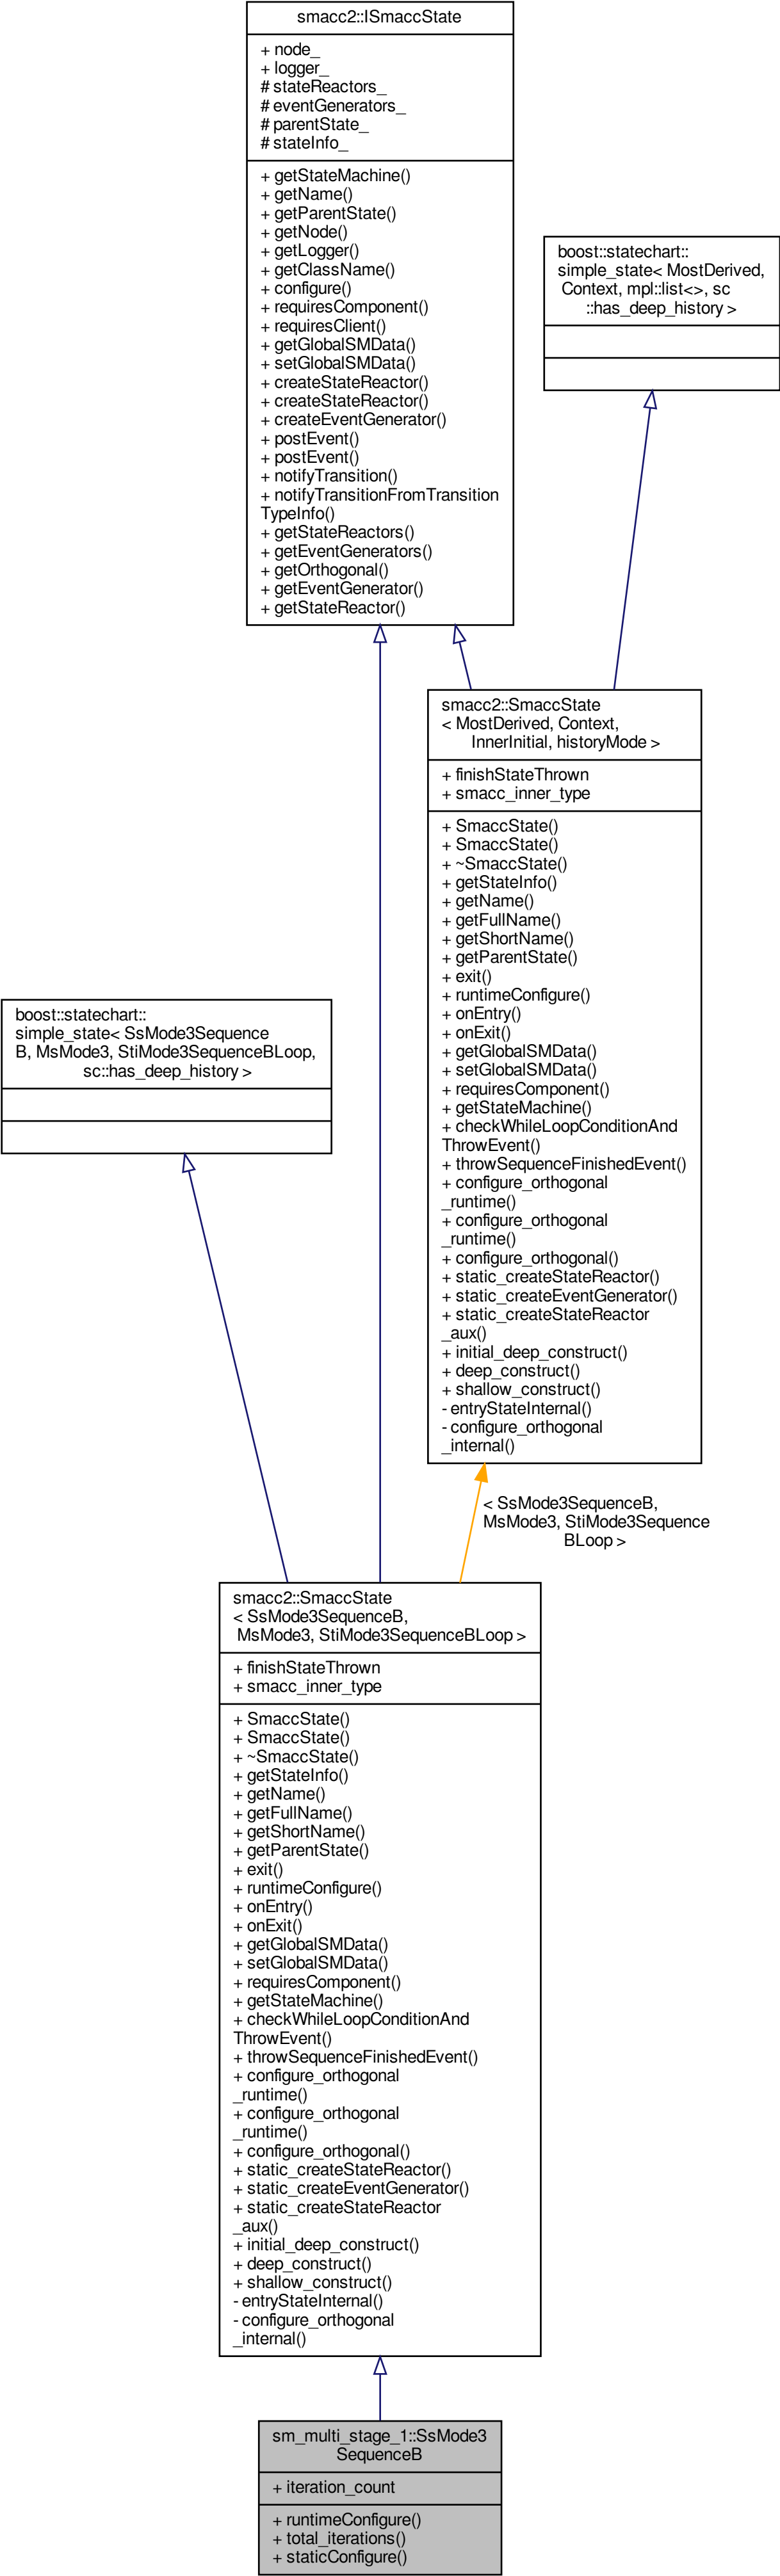 smacc2::ISmaccState
+ node_
+ logger_
# stateReactors_
# eventGenerators_
# parentState_
# stateInfo_
+ getStateMachine()
+ getName()
+ getParentState()
+ getNode()
+ getLogger()
+ getClassName()
+ configure()
+ requiresComponent()
+ requiresClient()
+ getGlobalSMData()
+ setGlobalSMData()
+ createStateReactor()
+ createStateReactor()
+ createEventGenerator()
+ postEvent()
+ postEvent()
+ notifyTransition()
+ notifyTransitionFromTransition
TypeInfo()
+ getStateReactors()
+ getEventGenerators()
+ getOrthogonal()
+ getEventGenerator()
+ getStateReactor()
boost::statechart::
simple_state< MostDerived,
Context, mpl::list<>, sc
::has_deep_history >
smacc2::SmaccState
< MostDerived, Context,
InnerInitial, historyMode >
+ finishStateThrown
+ smacc_inner_type
+ SmaccState()
+ SmaccState()
+ ~SmaccState()
+ getStateInfo()
+ getName()
+ getFullName()
+ getShortName()
+ getParentState()
+ exit()
+ runtimeConfigure()
+ onEntry()
+ onExit()
+ getGlobalSMData()
+ setGlobalSMData()
+ requiresComponent()
+ getStateMachine()
+ checkWhileLoopConditionAnd
ThrowEvent()
+ throwSequenceFinishedEvent()
+ configure_orthogonal
_runtime()
+ configure_orthogonal
_runtime()
+ configure_orthogonal()
+ static_createStateReactor()
+ static_createEventGenerator()
+ static_createStateReactor
_aux()
+ initial_deep_construct()
+ deep_construct()
+ shallow_construct()
- entryStateInternal()
- configure_orthogonal
_internal()
boost::statechart::
simple_state< SsMode3Sequence
B, MsMode3, StiMode3SequenceBLoop,
sc::has_deep_history >
< SsMode3SequenceB,
MsMode3, StiMode3Sequence
BLoop >
smacc2::SmaccState
< SsMode3SequenceB,
MsMode3, StiMode3SequenceBLoop >
+ finishStateThrown
+ smacc_inner_type
+ SmaccState()
+ SmaccState()
+ ~SmaccState()
+ getStateInfo()
+ getName()
+ getFullName()
+ getShortName()
+ getParentState()
+ exit()
+ runtimeConfigure()
+ onEntry()
+ onExit()
+ getGlobalSMData()
+ setGlobalSMData()
+ requiresComponent()
+ getStateMachine()
+ checkWhileLoopConditionAnd
ThrowEvent()
+ throwSequenceFinishedEvent()
+ configure_orthogonal
_runtime()
+ configure_orthogonal
_runtime()
+ configure_orthogonal()
+ static_createStateReactor()
+ static_createEventGenerator()
+ static_createStateReactor
_aux()
+ initial_deep_construct()
+ deep_construct()
+ shallow_construct()
- entryStateInternal()
- configure_orthogonal
_internal()
sm_multi_stage_1::SsMode3
SequenceB
+ iteration_count
+ runtimeConfigure()
+ total_iterations()
+ staticConfigure()